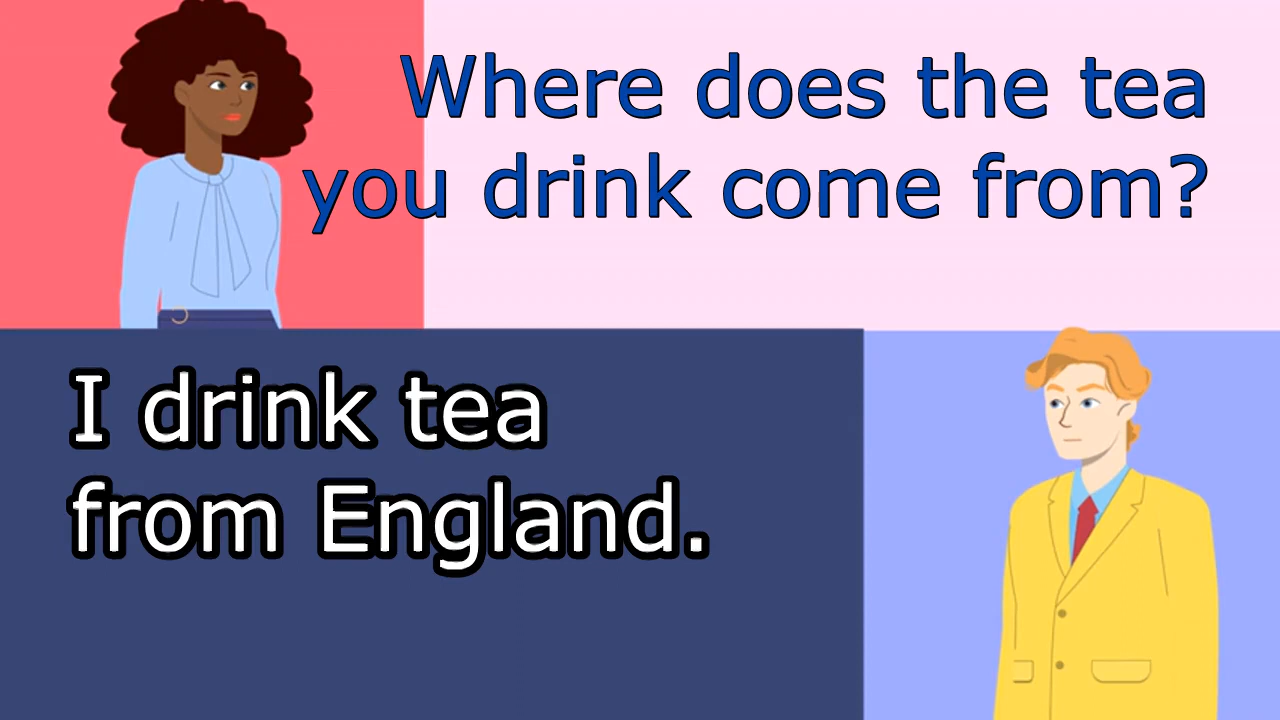 Where does the tea
you drink come from?
I drink tea
from England.